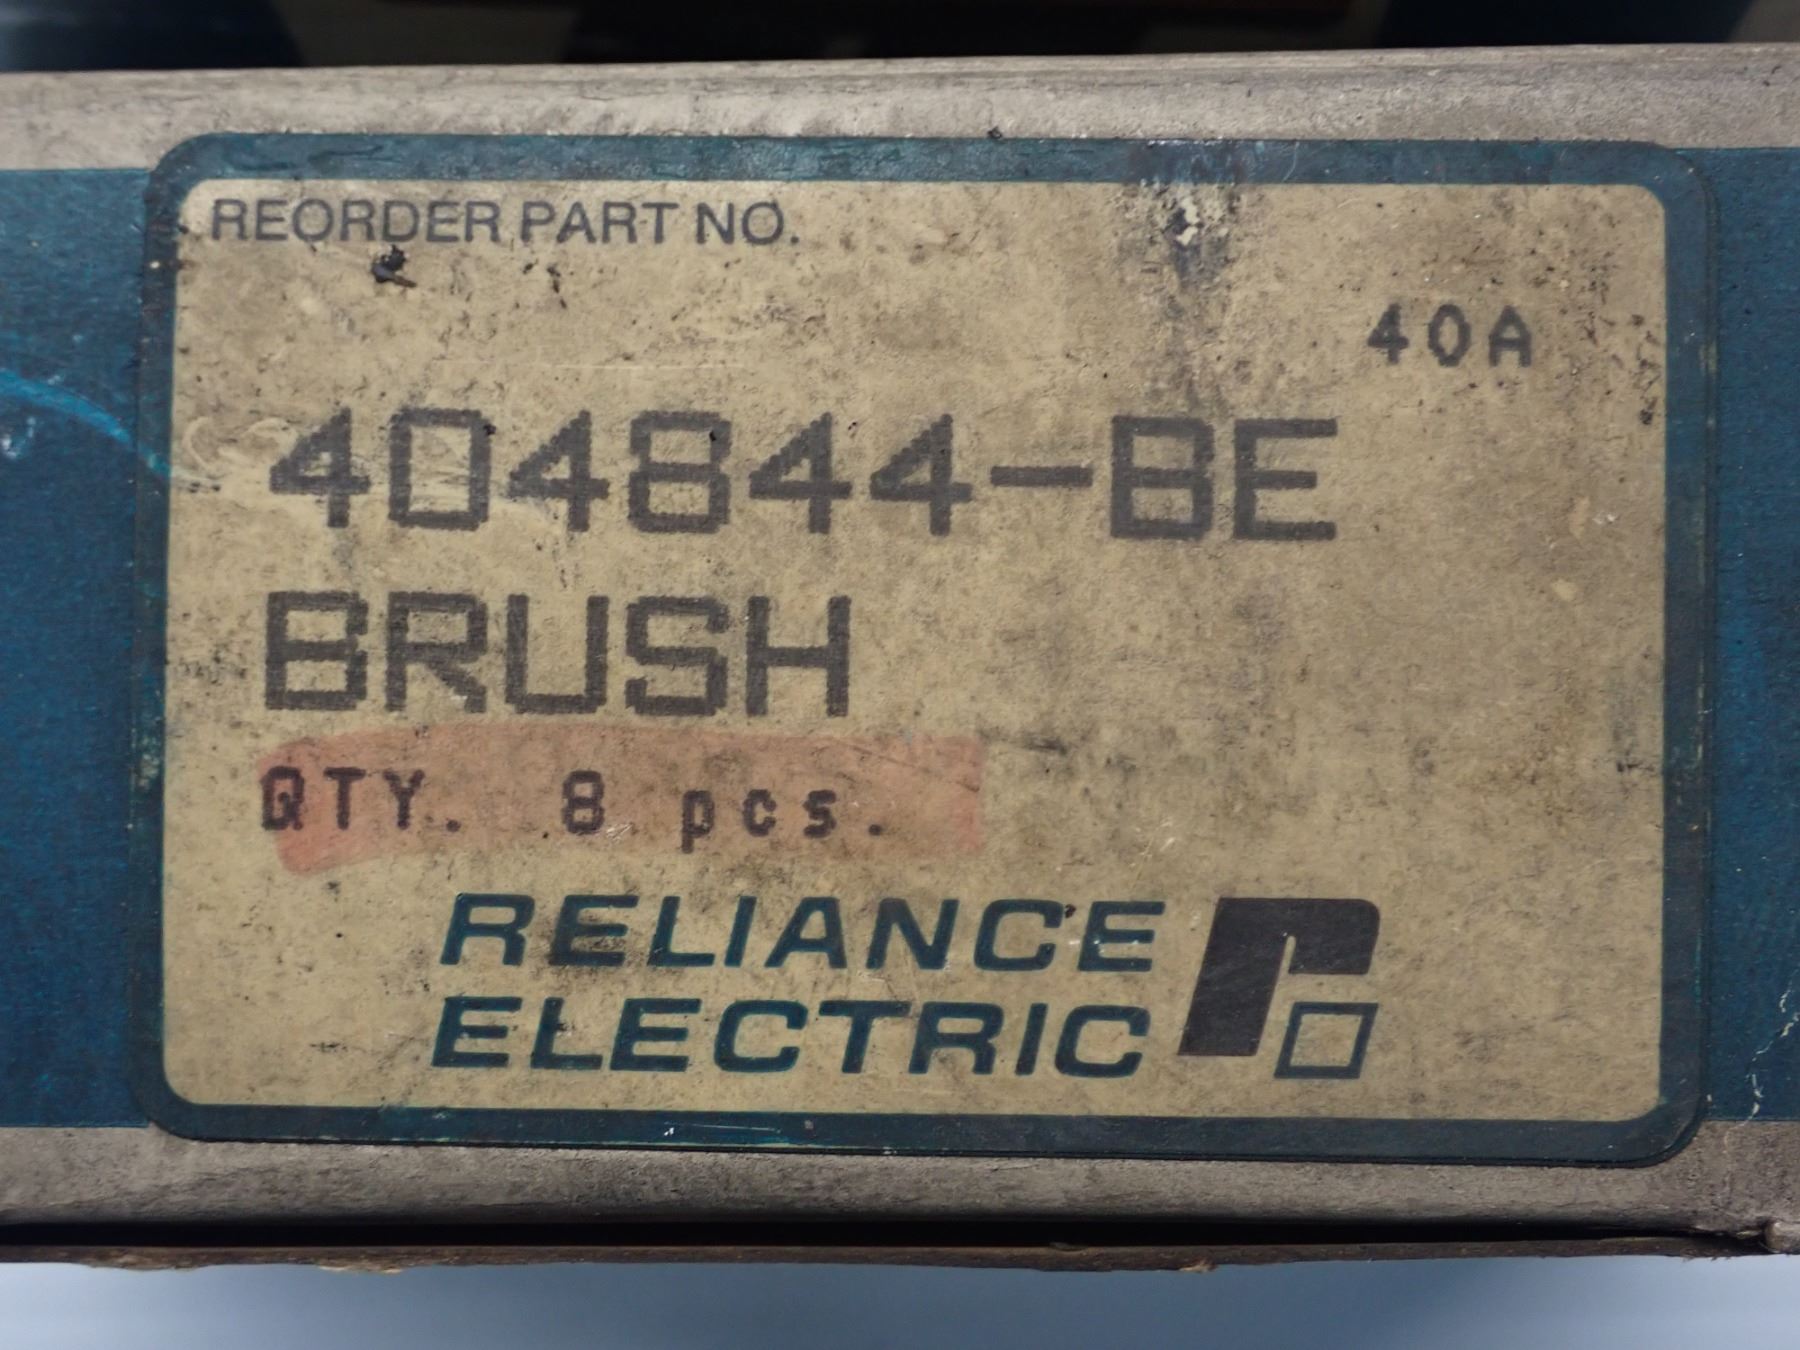 REORDER PART NO.
40A
404844-BE
BRUSH
QTY. 8 pcs.
RELIANCE
ELECTRIC